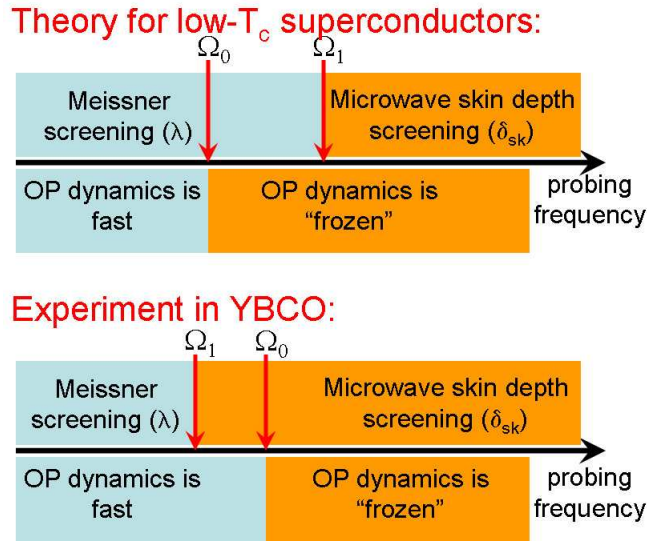 Theory for low-Tc superconductors:
Ω0 Ω1
Meissner Microwave skin depth
screening (λ) screening (δsk)
OP dynamics is OP dynamics is probing
fast “frozen” frequency
Experiment in YBCO:
Ω1 Ω0
Meissner Microwave skin depth
screening (λ) screening (δsk)
OP dynamics is OP dynamics is probing
fast “frozen” frequency